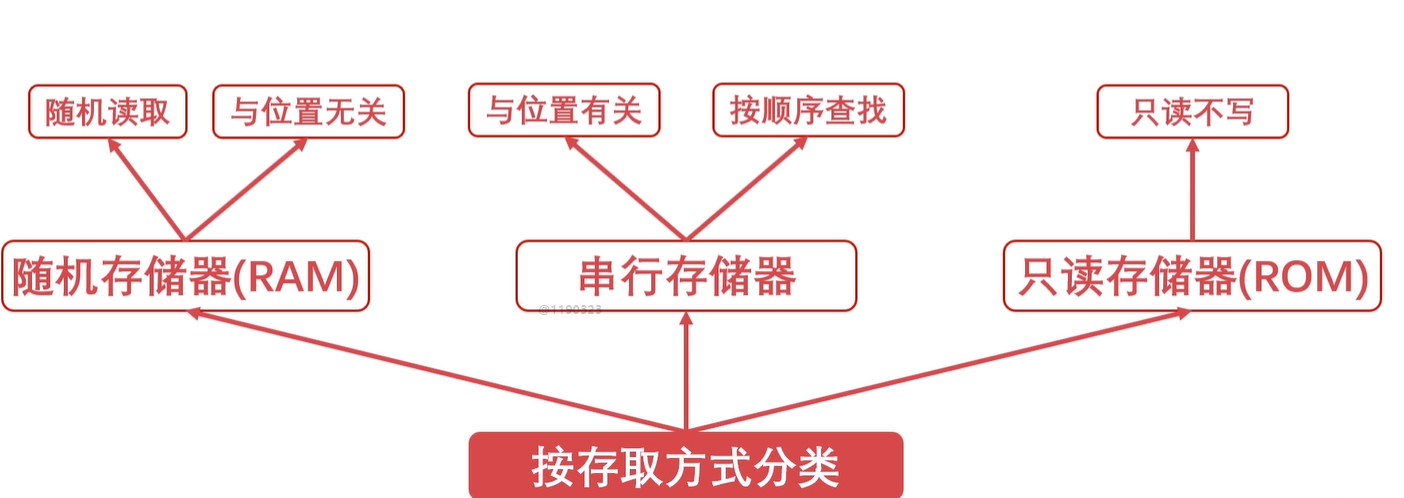 随机读取
与位置无关
与位置有关
按顺序查找
只读不写
随机存储器(RAM)
串行存储器
只读存储器(ROM)
@1190323
按存取方式分类